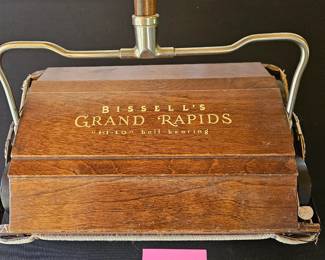 BISSELL'S
GRAND RAPIDS
"HI-LO" ball-bearing